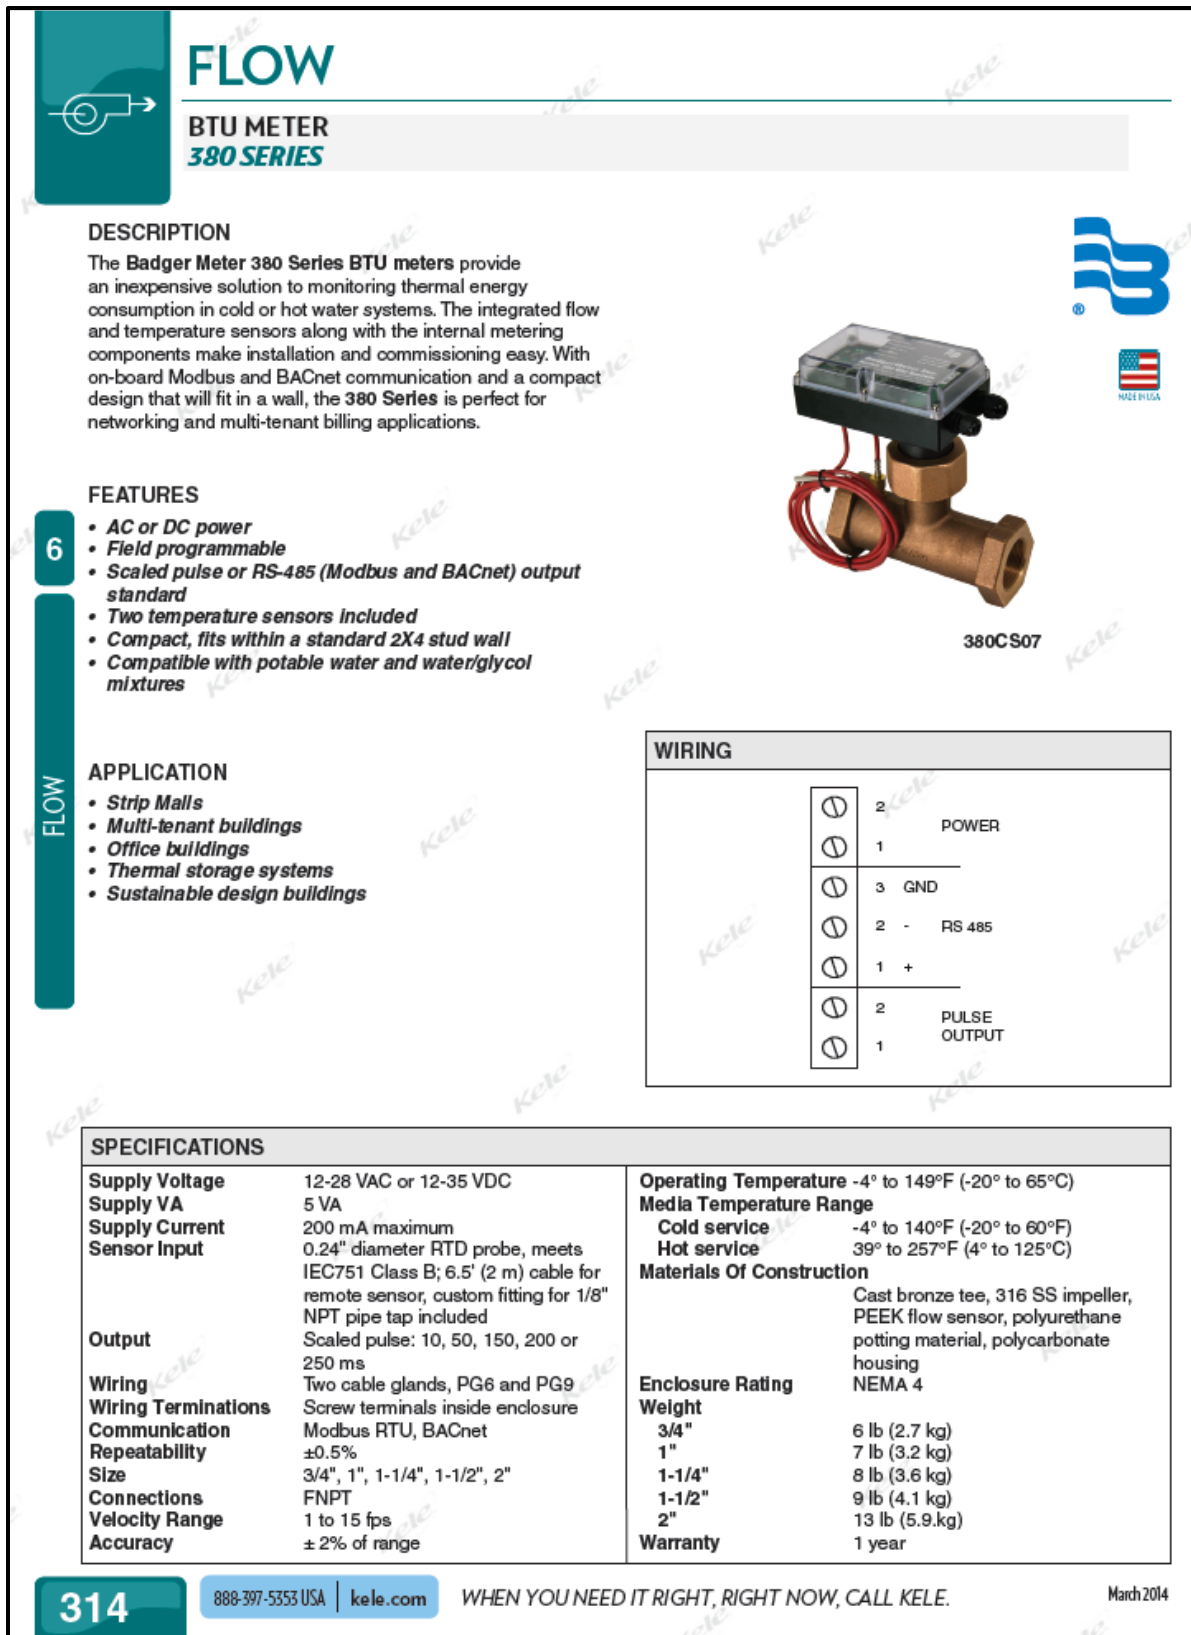 FLOW
BTU METER
380 SERIES
DESCRIPTION
The Badger Meter 380 Series BTU meters provide
an inexpensive solution to monitoring thermal energy
consumption in cold or hot water systems. The integrated flow
and temperature sensors along with the internal metering
components make installation and commissioning easy. With
on-board Modbus and BACnet communication and a compact
design that will fit in a wall, the 380 Series is perfect for
networking and multi-tenant billing applications.
®
MADE IN USA
380CS07
FEATURES
• AC or DC power
• Field programmable
• Scaled pulse or RS-485 (Modbus and BACnet) output
standard
• Two temperature sensors included
• Compact, fits within a standard 2X4 stud wall
• Compatible with potable water and water/glycol
mixtures
6
FLOW
APPLICATION
• Strip Malls
• Multi-tenant buildings
• Office buildings
• Thermal storage systems
• Sustainable design buildings
WIRING
2
POWER
1
3 GND
2 - RS 485
1 +
2
PULSE
OUTPUT
1
SPECIFICATIONS
Supply Voltage 12-28 VAC or 12-35 VDC
Supply VA 5 VA
Supply Current 200 mA maximum
Sensor Input 0.24" diameter RTD probe, meets
IEC751 Class B; 6.5' (2 m) cable for
remote sensor, custom fitting for 1/8"
NPT pipe tap included
Output Scaled pulse: 10, 50, 150, 200 or
250 ms
Wiring Two cable glands, PG6 and PG9
Wiring Terminations Screw terminals inside enclosure
Communication Modbus RTU, BACnet
Repeatability ±0.5%
Size 3/4", 1", 1-1/4", 1-1/2", 2"
Connections FNPT
Velocity Range 1 to 15 fps
Accuracy ± 2% of range
Operating Temperature -4° to 149°F (-20° to 65°C)
Media Temperature Range
Cold service -4° to 140°F (-20° to 60°F)
Hot service 39° to 257°F (4° to 125°C)
Materials Of Construction
Cast bronze tee, 316 SS impeller,
PEEK flow sensor, polyurethane
potting material, polycarbonate
housing
Enclosure Rating NEMA 4
Weight
3/4" 6 lb (2.7 kg)
1" 7 lb (3.2 kg)
1-1/4" 8 lb (3.6 kg)
1-1/2" 9 lb (4.1 kg)
2" 13 lb (5.9.kg)
Warranty 1 year
314
888-397-5353 USA | kele.com
WHEN YOU NEED IT RIGHT, RIGHT NOW, CALL KELE.
March 2014